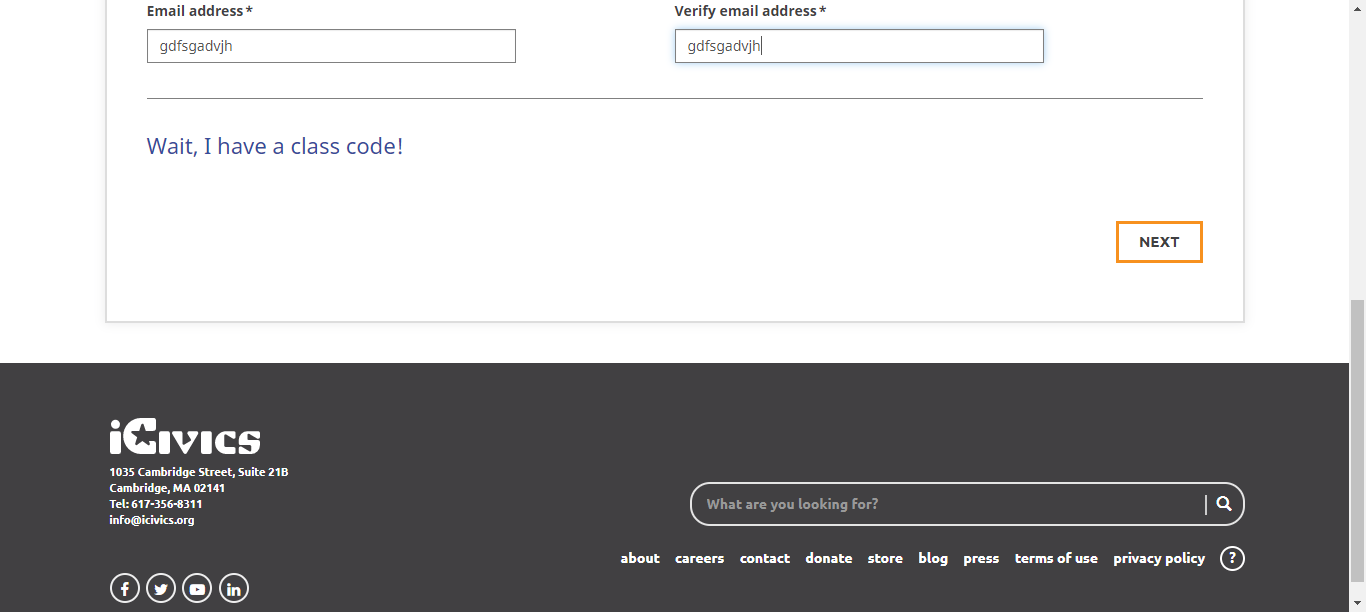 Email address*
Verify email address*
gdfsgadvjh
gdfsgadvjh
Wait, I have a class code!
NEXT
iCivics
1035 Cambridge Street, Suite 21B
Cambridge, MA 02141
Tel: 617-356-8311
info@icivics.org
What are you looking for?
about careers contact donate store blog press terms of use privacy policy ?